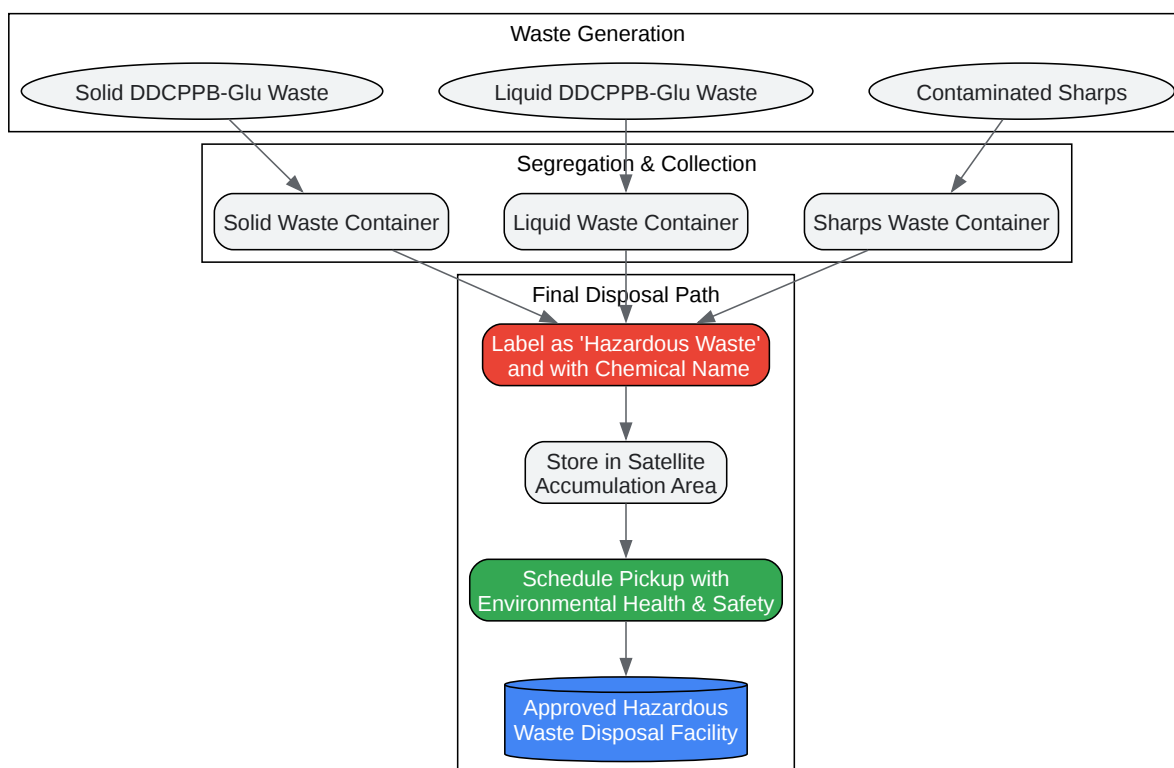 Waste Generation
Solid DDCPPB-Glu Waste
Liquid DDCPPB-Glu Waste
Contaminated Sharps
Segregation & Collection
Solid Waste Container
Liquid Waste Container
Sharps Waste Container
Final Disposal Path
Label as 'Hazardous Waste'
and with Chemical Name
Store in Satellite
Accumulation Area
Schedule Pickup with
Environmental Health & Safety
Approved Hazardous
Waste Disposal Facility